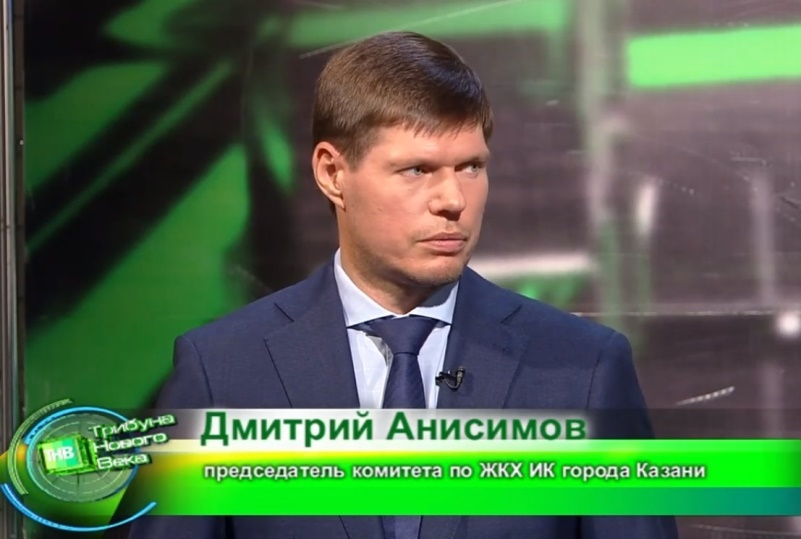 Дмитрий Анисимов
председатель комитета по ЖКХ ИК города Казани
ТНВ
Трибуна
Нового
Века